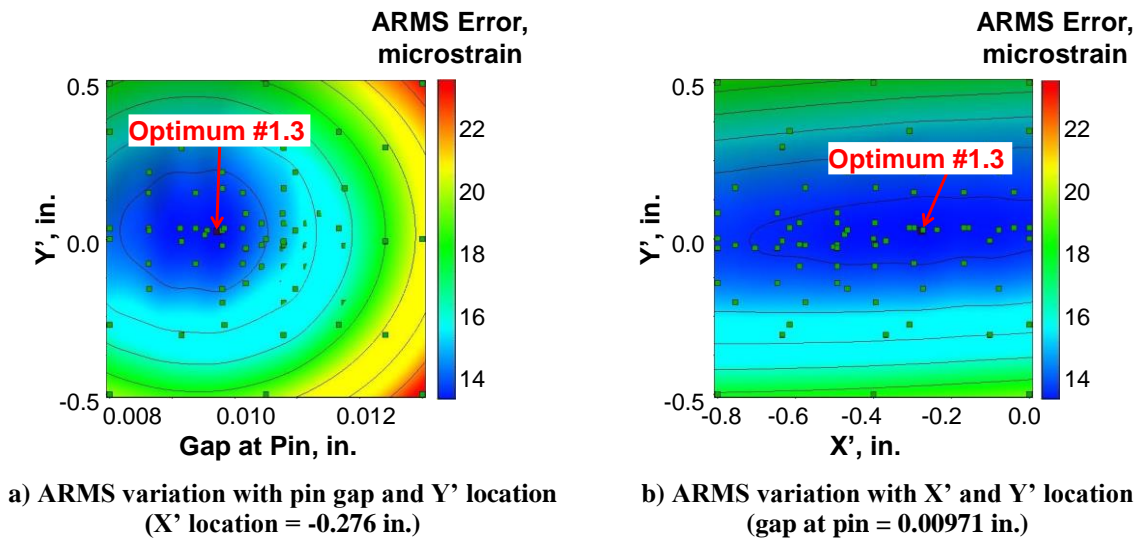 ARMS Error,
microstrain
0.5
Optimum #1.3
22
20
Y’, in.
0.0
18
16
14
-0.5
0.008
0.010
0.012
Gap at Pin, in.
a) ARMS variation with pin gap and Y’ location
(X’ location = -0.276 in.)
ARMS Error,
microstrain
0.5
Optimum #1.3
22
20
Y’, in.
0.0
18
16
14
-0.5
-0.8
-0.6
-0.4
-0.2
0.0
X’, in.
b) ARMS variation with X’ and Y’ location
(gap at pin = 0.00971 in.)